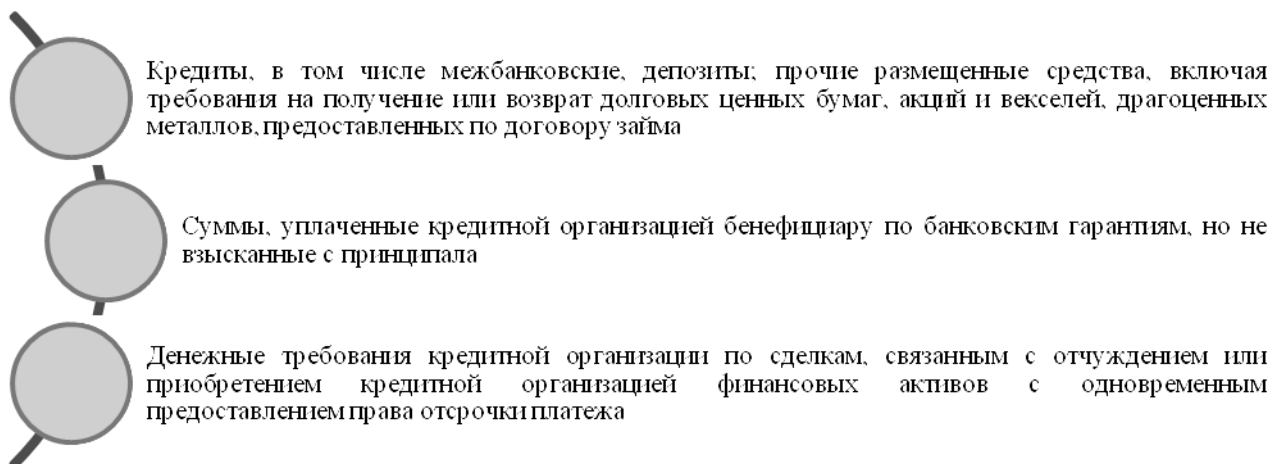 Кредиты, в том числе межбанковские, депозиты; прочие размещенные средства, включая
требования на получение или возврат долговых ценных бумаг, акций и векселей, драгоценных
металлов, предоставленных по договору займа
Суммы, уплаченные кредитной организацией бенефициару по банковским гарантиям, но не
взысканные с принципала
Денежные требования кредитной организации по сделкам, связанным с отчуждением или
приобретением кредитной организацией финансовых активов с одновременным
предоставлением права отсрочки платежа